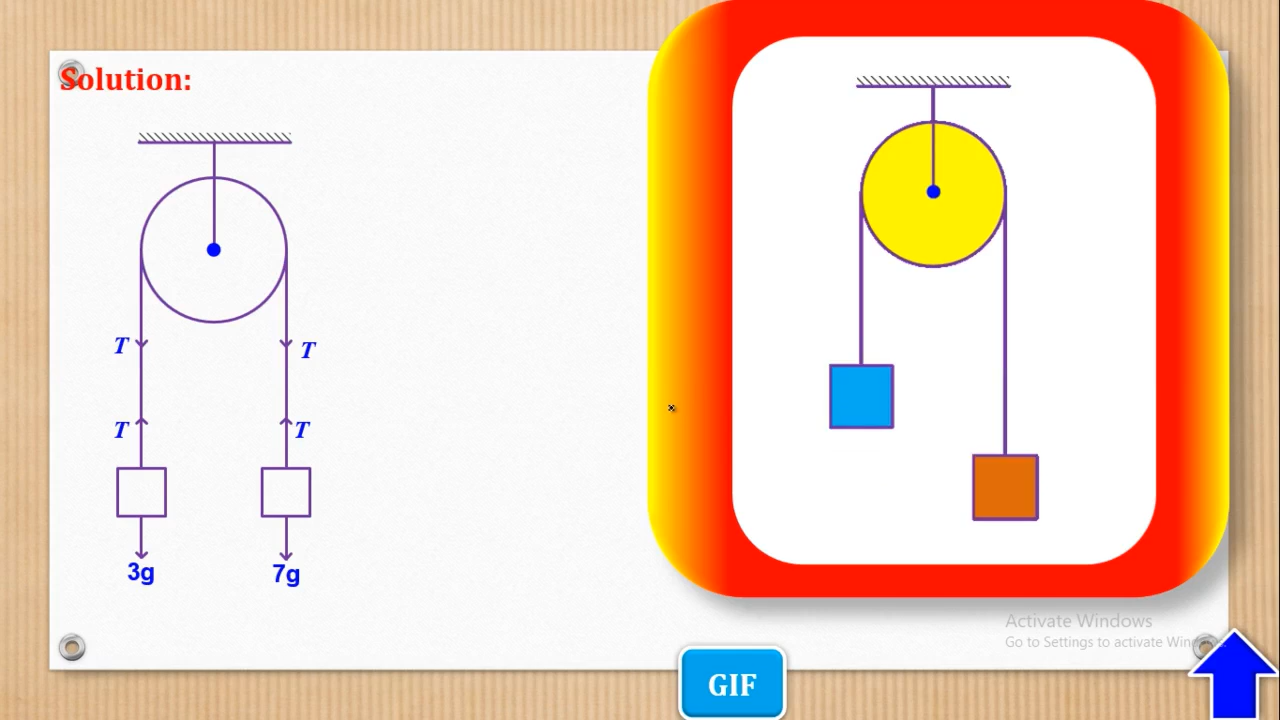 Solution:
T
T
T
T
3g
7g
Activate Windows
Go to Settings to activate Windows.
GIF